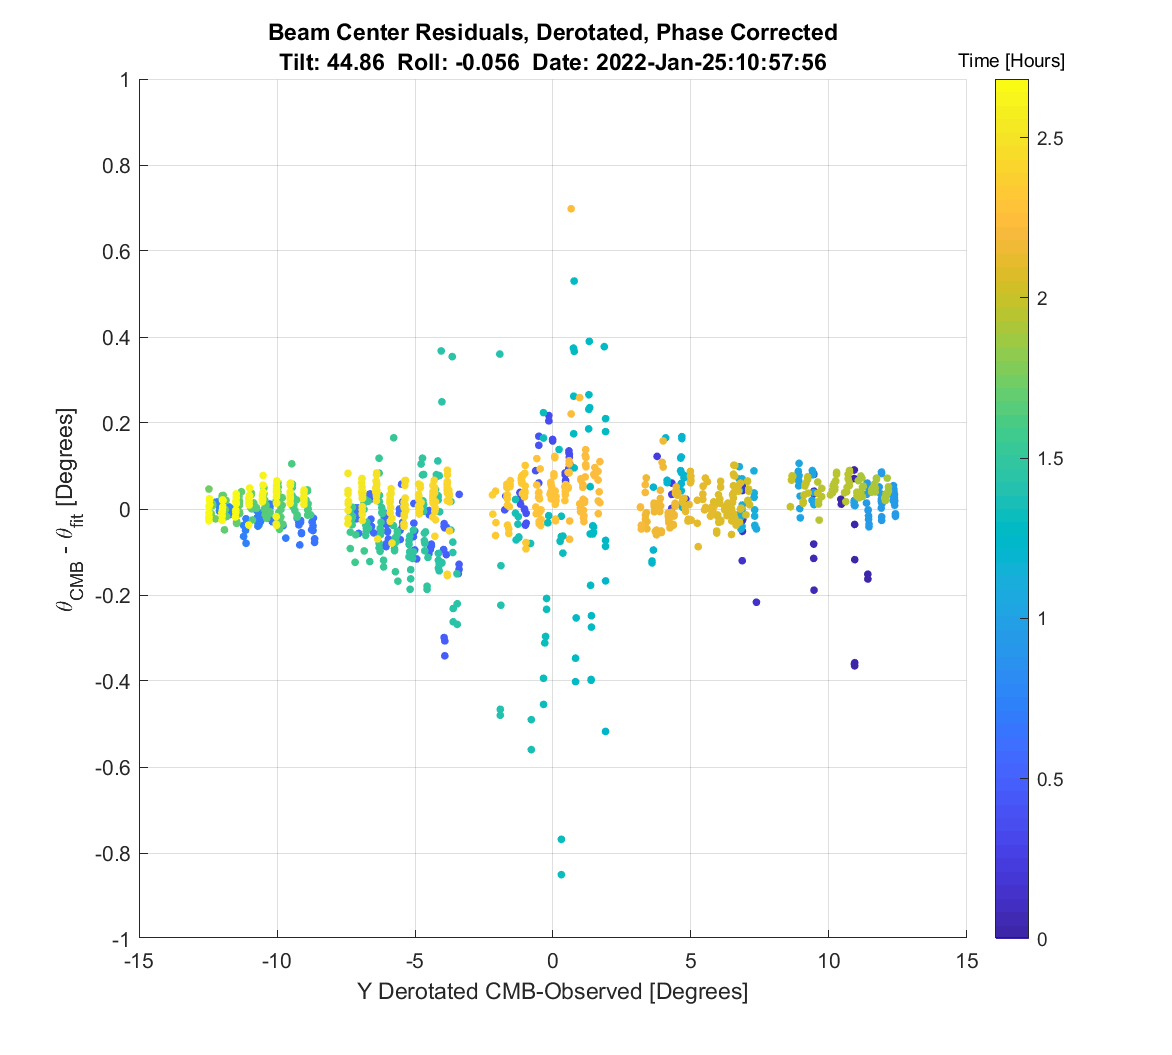 Beam Center Residuals, Derotated, Phase Corrected
Tilt: 44.86 Roll: -0.056 Date: 2022-Jan-25:10:57:56
Time [Hours]
1
0.8
0.6
0.4
0.2
0
-0.2
-0.4
-0.6
-0.8
-1
θCMB - θfit [Degrees]
-15 -10 -5 0 5 10 15
Y Derotated CMB-Observed [Degrees]
2.5
2
1.5
1
0.5
0